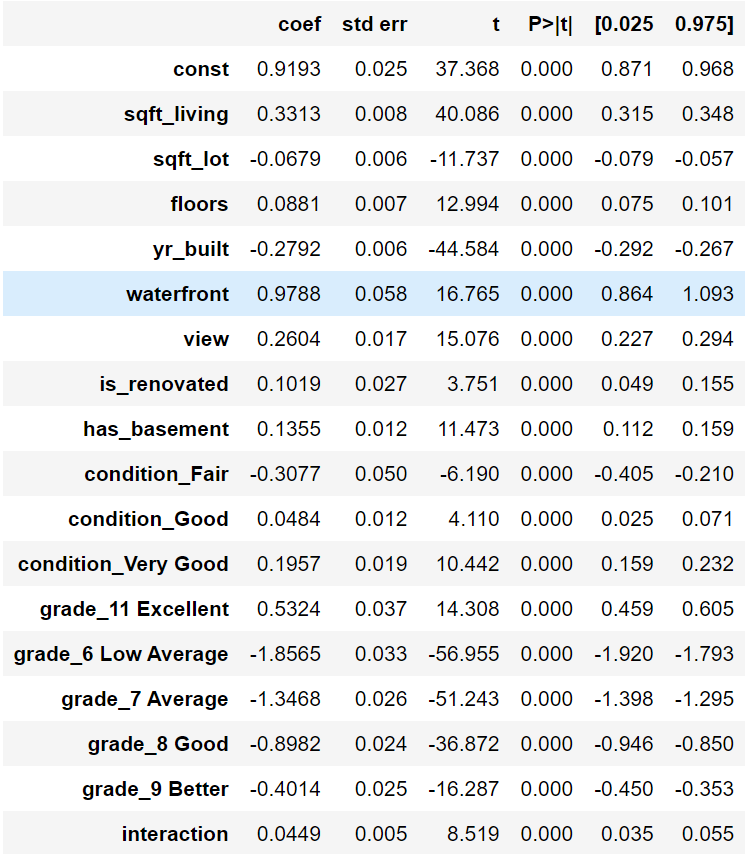 coef std err t P>|t| [0.025 0.975]
const 0.9193 0.025 37.368 0.000 0.871 0.968
sqft_living 0.3313 0.008 40.086 0.000 0.315 0.348
sqft_lot -0.0679 0.006 -11.737 0.000 -0.079 -0.057
floors 0.0881 0.007 12.994 0.000 0.075 0.101
yr_built -0.2792 0.006 -44.584 0.000 -0.292 -0.267
waterfront 0.9788 0.058 16.765 0.000 0.864 1.093
view 0.2604 0.017 15.076 0.000 0.227 0.294
is_renovated 0.1019 0.027 3.751 0.000 0.049 0.155
has_basement 0.1355 0.012 11.473 0.000 0.112 0.159
condition_Fair -0.3077 0.050 -6.190 0.000 -0.405 -0.210
condition_Good 0.0484 0.012 4.110 0.000 0.025 0.071
condition_Very Good 0.1957 0.019 10.442 0.000 0.159 0.232
grade_11 Excellent 0.5324 0.037 14.308 0.000 0.459 0.605
grade_6 Low Average -1.8565 0.033 -56.955 0.000 -1.920 -1.793
grade_7 Average -1.3468 0.026 -51.243 0.000 -1.398 -1.295
grade_8 Good -0.8982 0.024 -36.872 0.000 -0.946 -0.850
grade_9 Better -0.4014 0.025 -16.287 0.000 -0.450 -0.353
interaction 0.0449 0.005 8.519 0.000 0.035 0.055